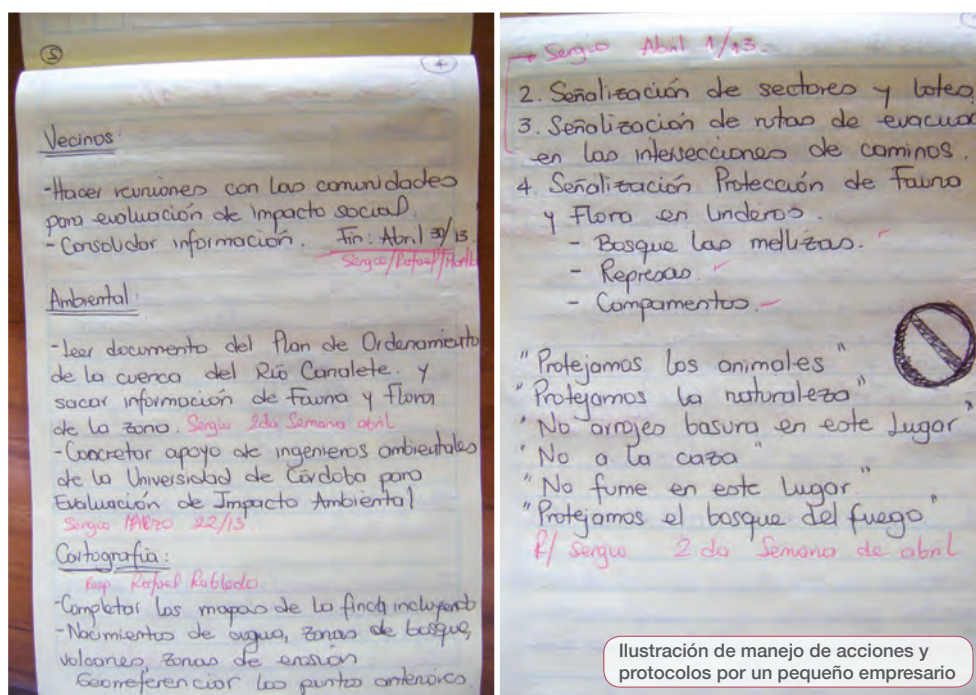 5
4
Vecinos:
-Hacer reuniones con las comunidades
para evaluación de impacto social.
- Consolidar información. Fin: Abril 30/13.
Sergio/Rafael/
Ambiental:
-Leer documento del Plan de Ordenamiento
de la cuenca del Río Canalete. y
sacar información de Fauna y Flora
de la zona. Sergio 2da Semana abril
-Concretar apoyo de ingenieros ambientales
de la Universidad de Córdoba para
Evaluación de Impacto Ambiental
Sergio MARZO 22/13.
Cartografía:
Resp Rafael Robledo
-Completar los mapas de la finca incluyendo
-Nacimientos de agua, zonas de bosque,
volcanes, zonas de erosión
Georreferenciar los puntos anteriores.
Sergio Abril 1/13.
2. Señalización de sectores y lotes
3. Señalización de rutas de evacuac
en las intersecciones de caminos.
4. Señalización Protección de Fauna
y Flora en linderos.
- Bosque las mellizas.
- Represas.
- Campamentos.
"Protejamos los animales"
"Protejamos la naturaleza"
"No arrojes basura en este lugar"
"No a la caza"
"No fume en este lugar."
"Protejamos el bosque del fuego"
R/ Sergio 2da Semana de abril
Ilustración de manejo de acciones y
protocolos por un pequeño empresario